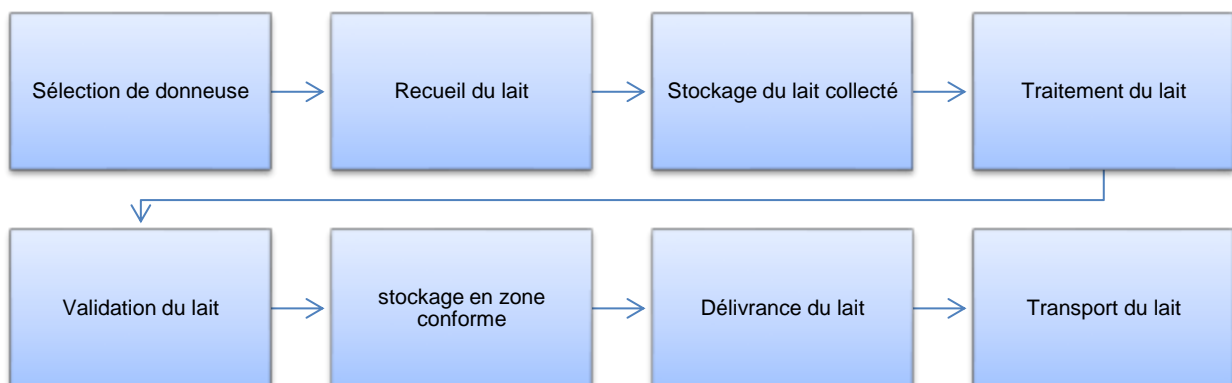 Sélection de donneuse
Recueil du lait
Stockage du lait collecté
Traitement du lait
Validation du lait
stockage en zone
conforme
Délivrance du lait
Transport du lait